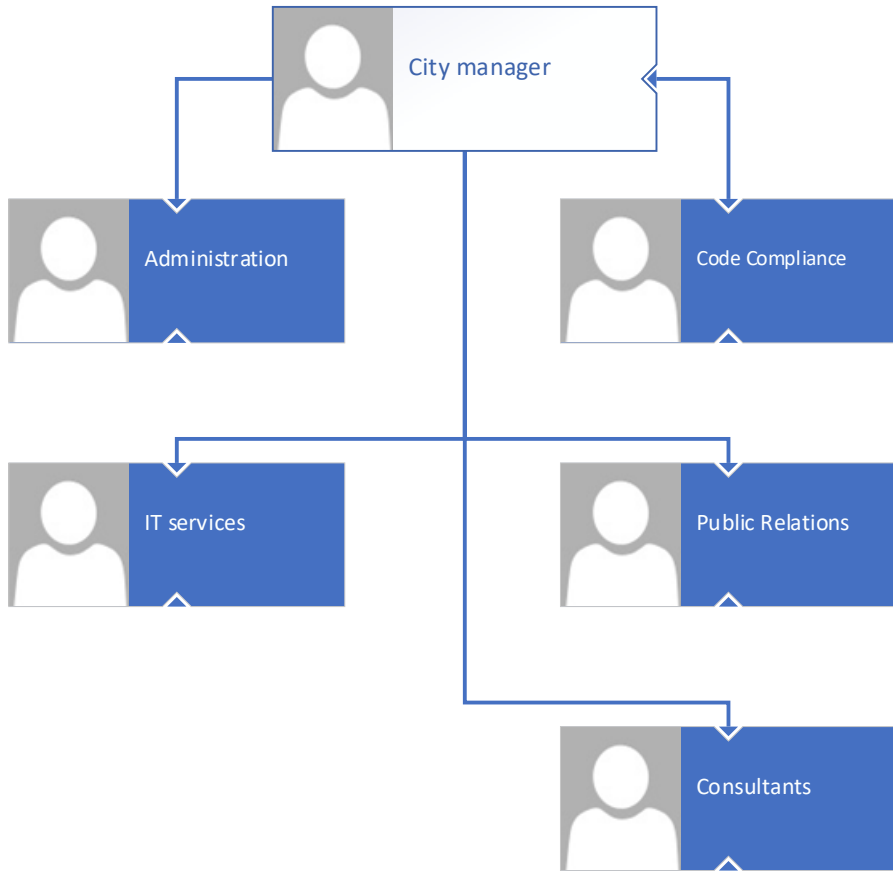 City manager
Administration
Code Compliance
IT services
Public Relations
Consultants